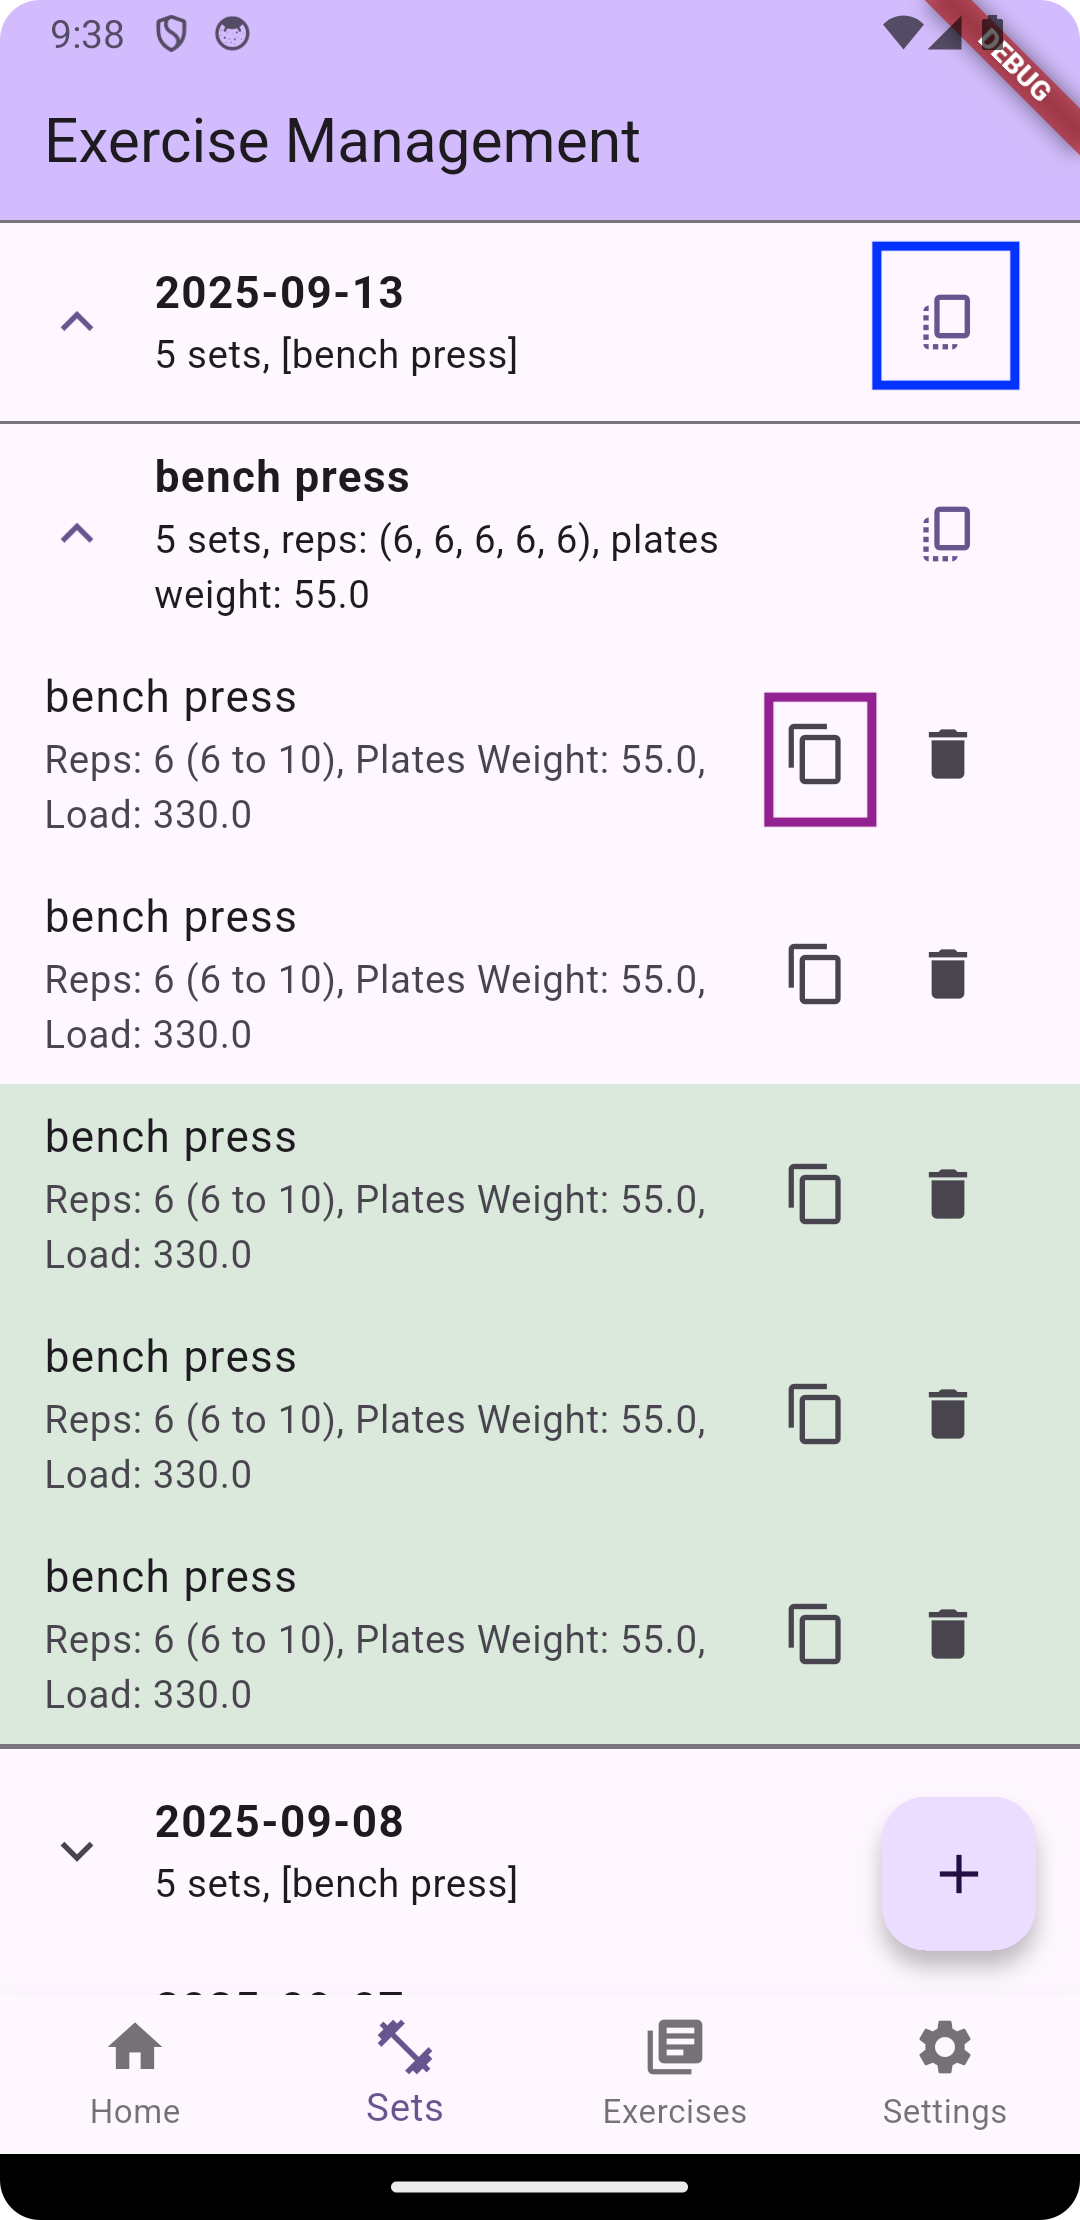 9:38
DEBUG
Exercise Management
2025-09-13
5 sets, [bench press]
bench press
5 sets, reps: (6, 6, 6, 6, 6), plates
weight: 55.0
bench press
Reps: 6 (6 to 10), Plates Weight: 55.0,
Load: 330.0
bench press
Reps: 6 (6 to 10), Plates Weight: 55.0,
Load: 330.0
bench press
Reps: 6 (6 to 10), Plates Weight: 55.0,
Load: 330.0
bench press
Reps: 6 (6 to 10), Plates Weight: 55.0,
Load: 330.0
bench press
Reps: 6 (6 to 10), Plates Weight: 55.0,
Load: 330.0
2025-09-08
5 sets, [bench press]
Home
Sets
Exercises
Settings